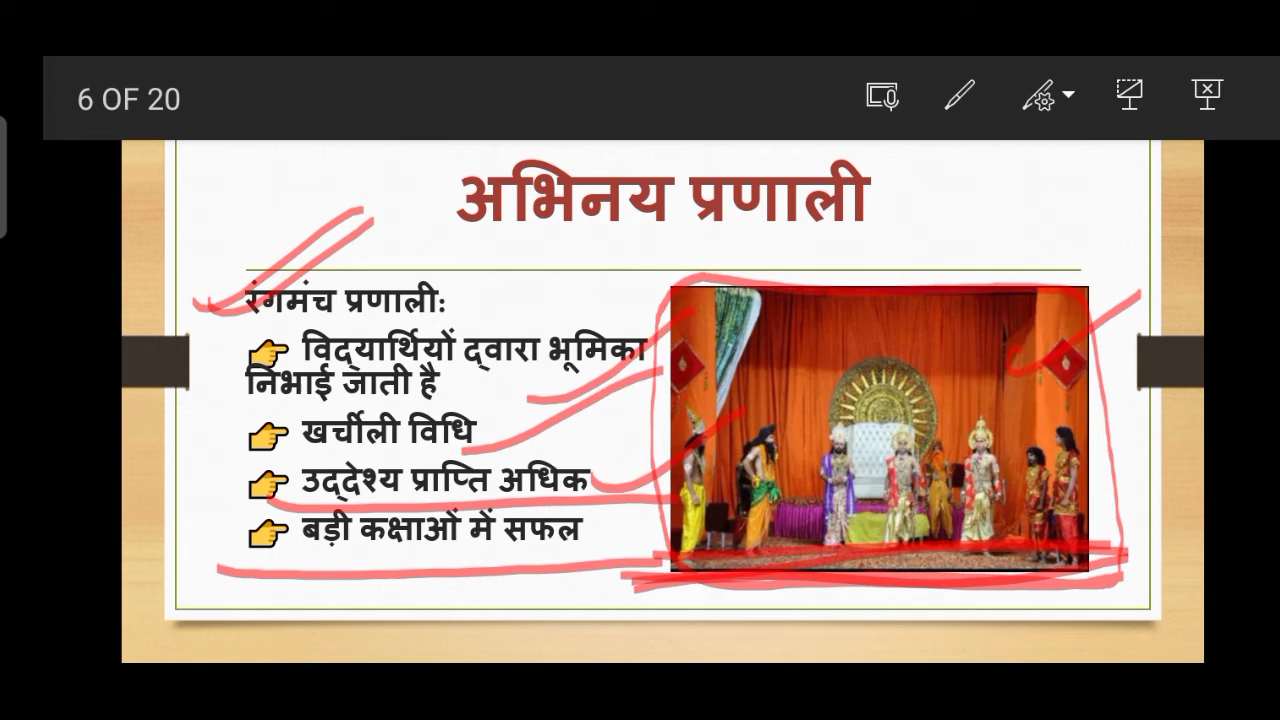 6 OF 20
अभिनय प्रणाली
रंगमंच प्रणालीः
👉 विद्यार्थियों द्वारा भूमिका
निभाई जाती है
👉 खर्चीली विधि
👉 उद्देश्य प्राप्ति अधिक
👉 बड़ी कक्षाओं में सफल